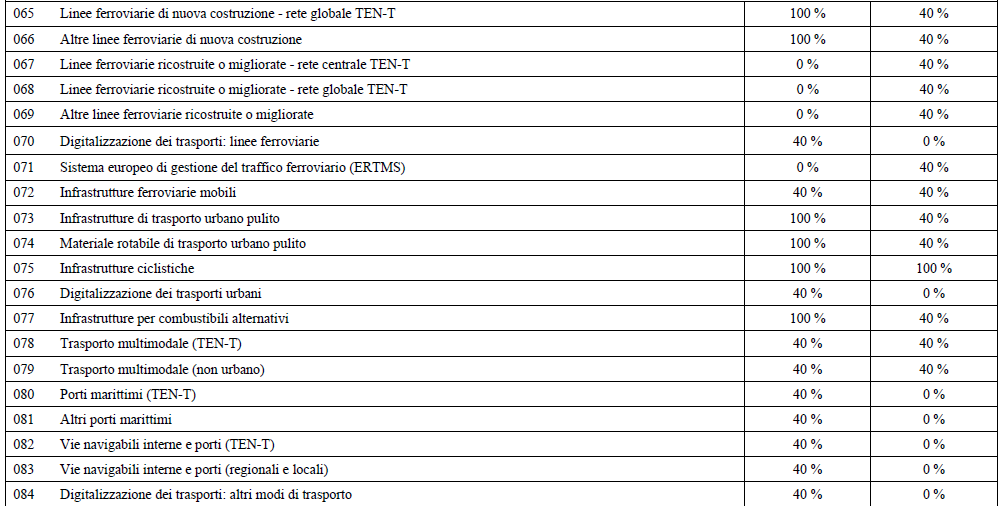 065 Linee ferroviarie di nuova costruzione - rete globale TEN-T 100 % 40 %
066 Altre linee ferroviarie di nuova costruzione 100 % 40 %
067 Linee ferroviarie ricostruite o migliorate - rete centrale TEN-T 0 % 40 %
068 Linee ferroviarie ricostruite o migliorate - rete globale TEN-T 0 % 40 %
069 Altre linee ferroviarie ricostruite o migliorate 0 % 40 %
070 Digitalizzazione dei trasporti: linee ferroviarie 40 % 0 %
071 Sistema europeo di gestione del traffico ferroviario (ERTMS) 0 % 40 %
072 Infrastrutture ferroviarie mobili 40 % 40 %
073 Infrastrutture di trasporto urbano pulito 100 % 40 %
074 Materiale rotabile di trasporto urbano pulito 100 % 40 %
075 Infrastrutture ciclistiche 100 % 100 %
076 Digitalizzazione dei trasporti urbani 40 % 0 %
077 Infrastrutture per combustibili alternativi 100 % 40 %
078 Trasporto multimodale (TEN-T) 40 % 40 %
079 Trasporto multimodale (non urbano) 40 % 40 %
080 Porti marittimi (TEN-T) 40 % 0 %
081 Altri porti marittimi 40 % 0 %
082 Vie navigabili interne e porti (TEN-T) 40 % 0 %
083 Vie navigabili interne e porti (regionali e locali) 40 % 0 %
084 Digitalizzazione dei trasporti: altri modi di trasporto 40 % 0 %